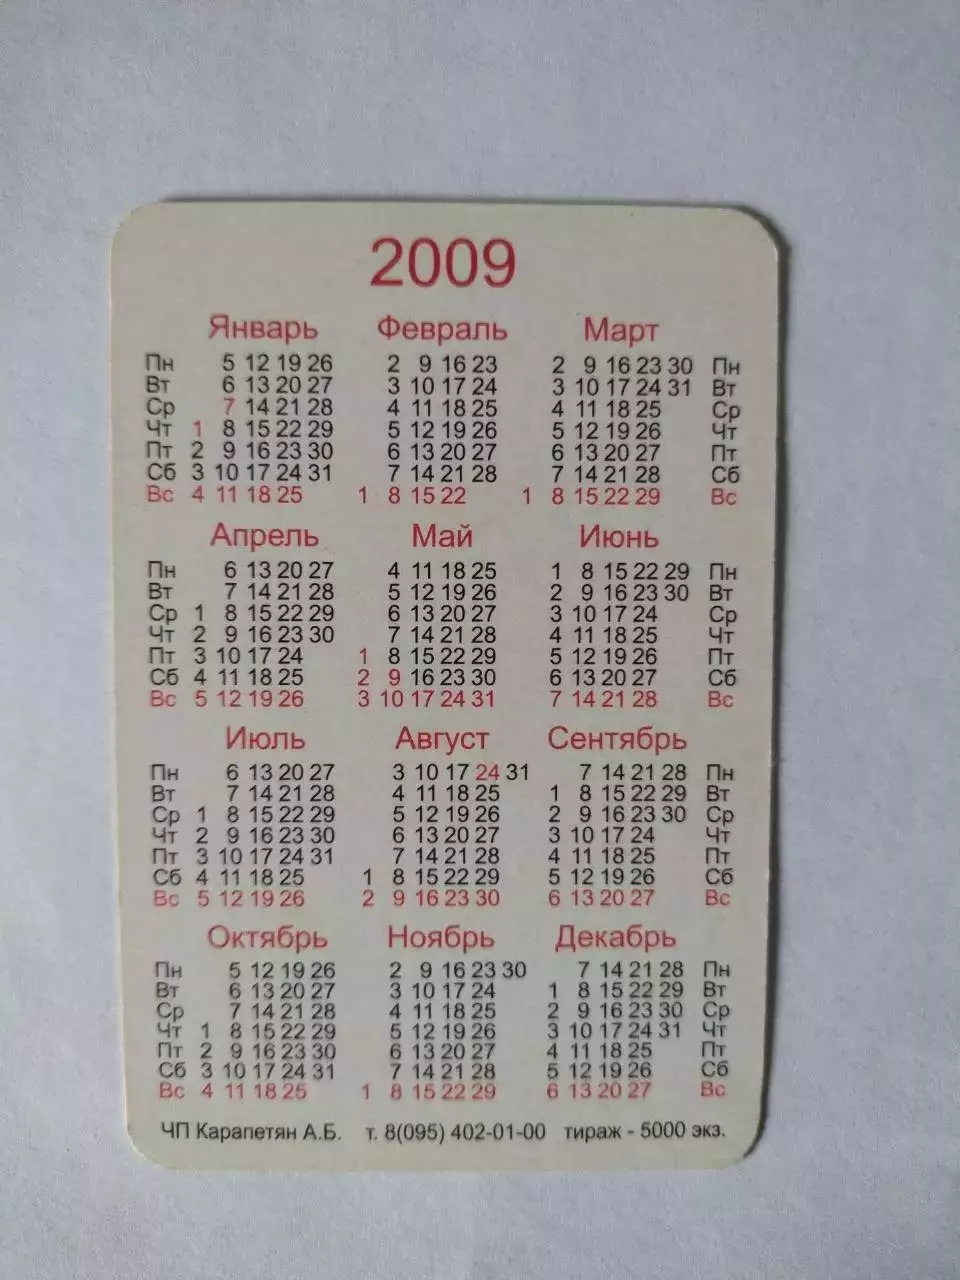 2009
Январь Февраль Март
Пн 5 12 19 26 2 9 16 23 2 9 16 23 30 Пн
Вт 6 13 20 27 3 10 17 24 3 10 17 24 31 Вт
Ср 7 14 21 28 4 11 18 25 4 11 18 25 Ср
Чт 1 8 15 22 29 5 12 19 26 5 12 19 26 Чт
Пт 2 9 16 23 30 6 13 20 27 6 13 20 27 Пт
Сб 3 10 17 24 31 7 14 21 28 7 14 21 28 Сб
Вс 4 11 18 25 1 8 15 22 1 8 15 22 29 Вс
Апрель Май Июнь
Пн 6 13 20 27 4 11 18 25 1 8 15 22 29 Пн
Вт 7 14 21 28 5 12 19 26 2 9 16 23 30 Вт
Ср 1 8 15 22 29 6 13 20 27 3 10 17 24 Ср
Чт 2 9 16 23 30 7 14 21 28 4 11 18 25 Чт
Пт 3 10 17 24 1 8 15 22 29 5 12 19 26 Пт
Сб 4 11 18 25 2 9 16 23 30 6 13 20 27 Сб
Вс 5 12 19 26 3 10 17 24 31 7 14 21 28 Вс
Июль Август Сентябрь
Пн 6 13 20 27 3 10 17 24 31 7 14 21 28 Пн
Вт 7 14 21 28 4 11 18 25 1 8 15 22 29 Вт
Ср 1 8 15 22 29 5 12 19 26 2 9 16 23 30 Ср
Чт 2 9 16 23 30 6 13 20 27 3 10 17 24 Чт
Пт 3 10 17 24 31 7 14 21 28 4 11 18 25 Пт
Сб 4 11 18 25 1 8 15 22 29 5 12 19 26 Сб
Вс 5 12 19 26 2 9 16 23 30 6 13 20 27 Вс
Октябрь Ноябрь Декабрь
Пн 5 12 19 26 2 9 16 23 30 7 14 21 28 Пн
Вт 6 13 20 27 3 10 17 24 1 8 15 22 29 Вт
Ср 7 14 21 28 4 11 18 25 2 9 16 23 30 Ср
Чт 1 8 15 22 29 5 12 19 26 3 10 17 24 31 Чт
Пт 2 9 16 23 30 6 13 20 27 4 11 18 25 Пт
Сб 3 10 17 24 31 7 14 21 28 5 12 19 26 Сб
Вс 4 11 18 25 1 8 15 22 29 6 13 20 27 Вс
ЧП Карапетян А.Б. т. 8(095) 402-01-00 тираж - 5000 экз.